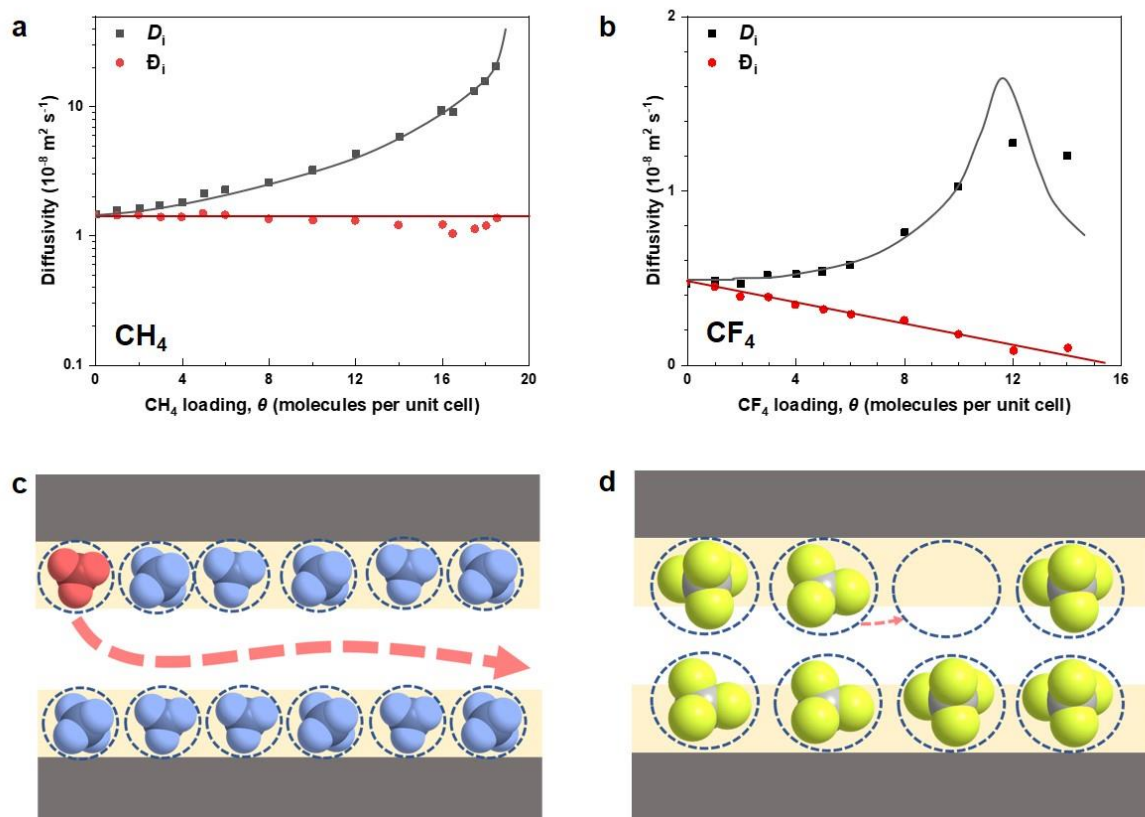 a
D_i
Đ_i
Diffusivity (10⁻⁸ m² s⁻¹)
10
1
0.1
CH₄
0 4 8 12 16 20
CH₄ loading, θ (molecules per unit cell)
b
D_i
Đ_i
Diffusivity (10⁻⁸ m² s⁻¹)
2
1
0
CF₄
0 4 8 12 16
CF₄ loading, θ (molecules per unit cell)
c
d